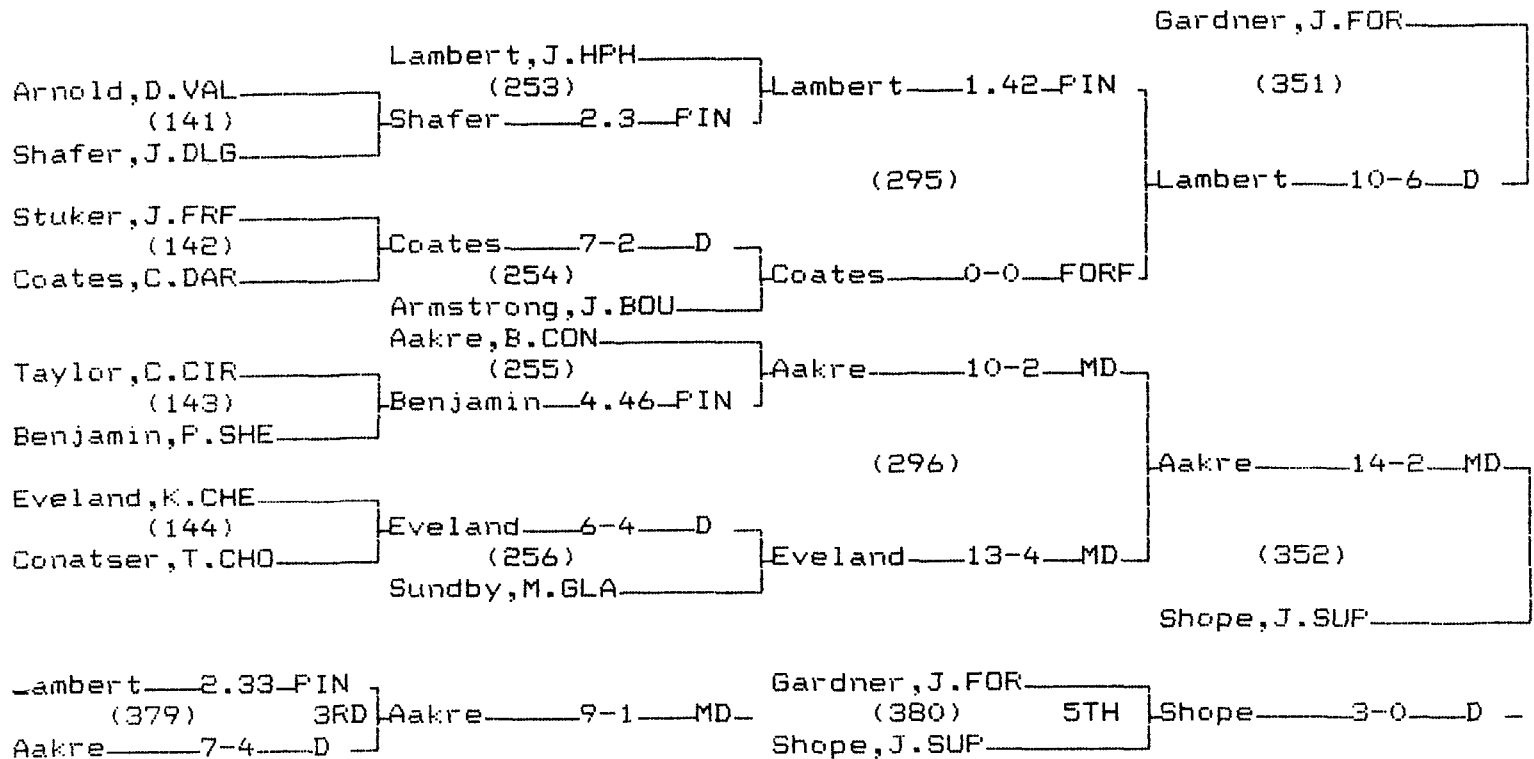 Gardner,J.FOR
Lambert,J.HPH
Arnold,D.VAL (253) Lambert 1.42 PIN (351)
(141) Shafer 2.3 PIN
Shafer,J.DLG
(295) Lambert 10-6 D
Stuker,J.FRF
(142) Coates 7-2 D
Coates,C.DAR (254) Coates 0-0 FORF
Armstrong,J.BOU
Aakre,B.CON
Taylor,C.CIR (255) Aakre 10-2 MD
(143) Benjamin 4.46 PIN
Benjamin,P.SHE
(296) Aakre 14-2 MD
Eveland,K.CHE
(144) Eveland 6-4 D
Conatser,T.CHO (256) Eveland 13-4 MD (352)
Sundby,M.GLA
Shope,J.SUP
Lambert 2.33 PIN Gardner,J.FOR
(379) 3RD Aakre 9-1 MD (380) 5TH Shope 3-0 D
Aakre 7-4 D Shope,J.SUP